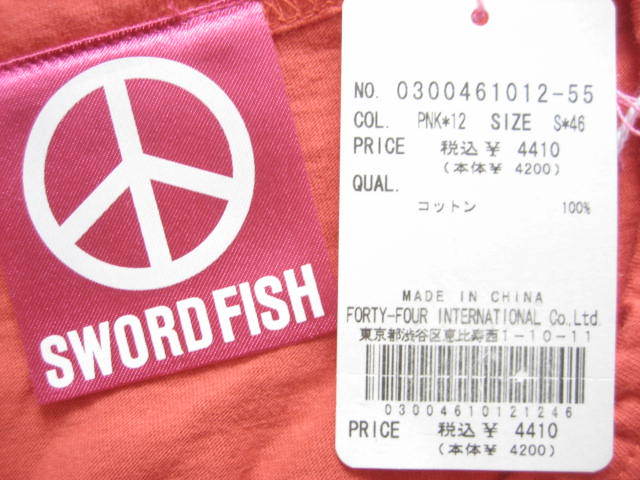 SWORD FISH
NO. 0300461012-55
COL. PNK*12 SIZE S*46
PRICE 税込¥ 4410
(本体¥ 4200)
QUAL.
コットン 100%
MADE IN CHINA
FORTY-FOUR INTERNATIONAL Co.,Ltd.
東京都渋谷区恵比寿西1-10-11
03004610121246
PRICE 税込¥ 4410
(本体¥ 4200)